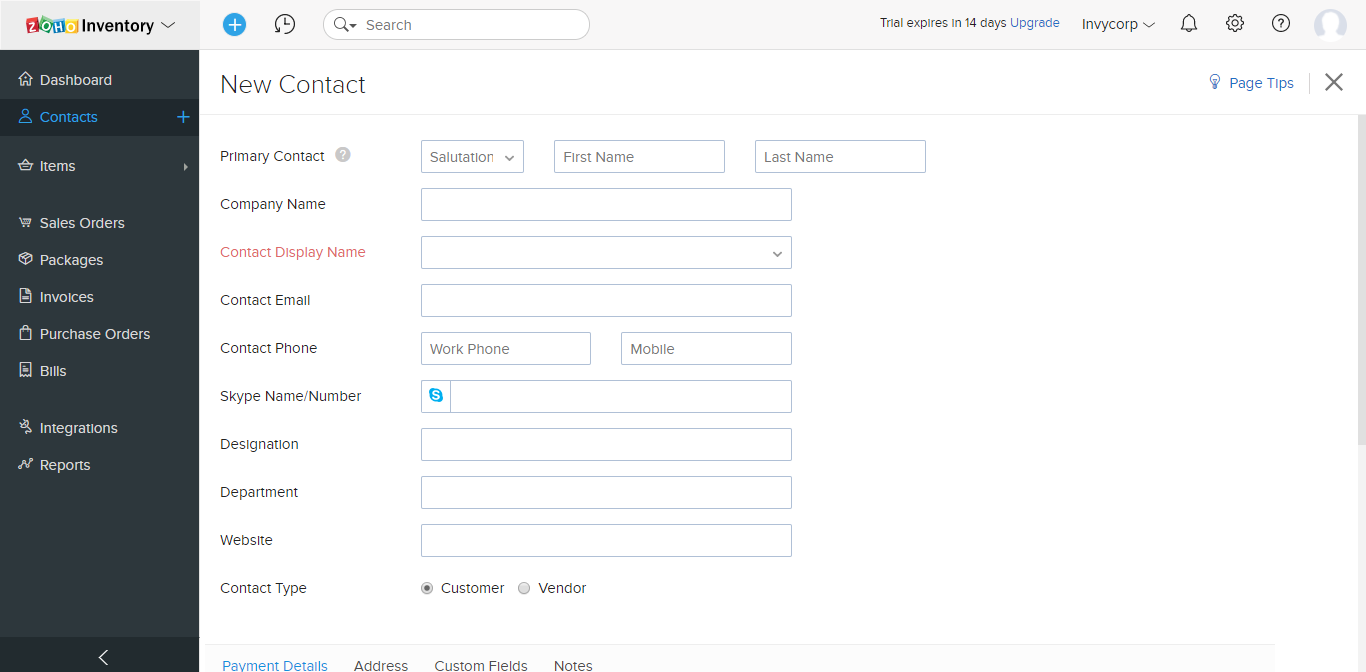 ZOHO Inventory
Search
Trial expires in 14 days Upgrade
Invycorp
Dashboard
Contacts
Items
Sales Orders
Packages
Invoices
Purchase Orders
Bills
Integrations
Reports
New Contact
Page Tips
Primary Contact ? Salutation First Name Last Name
Company Name
Contact Display Name
Contact Email
Contact Phone Work Phone Mobile
Skype Name/Number
Designation
Department
Website
Contact Type Customer Vendor
Payment Details Address Custom Fields Notes